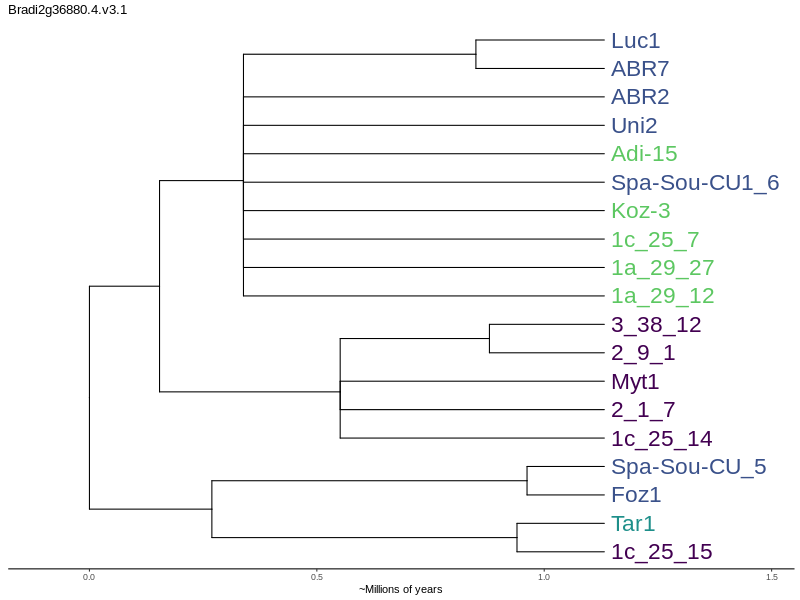 Bradi2g36880.4.v3.1
Luc1
ABR7
ABR2
Uni2
Adi-15
Spa-Sou-CU1_6
Koz-3
1c_25_7
1a_29_27
1a_29_12
3_38_12
2_9_1
Myt1
2_1_7
1c_25_14
Spa-Sou-CU_5
Foz1
Tar1
1c_25_15
0.0 0.5 1.0 1.5
~Millions of years